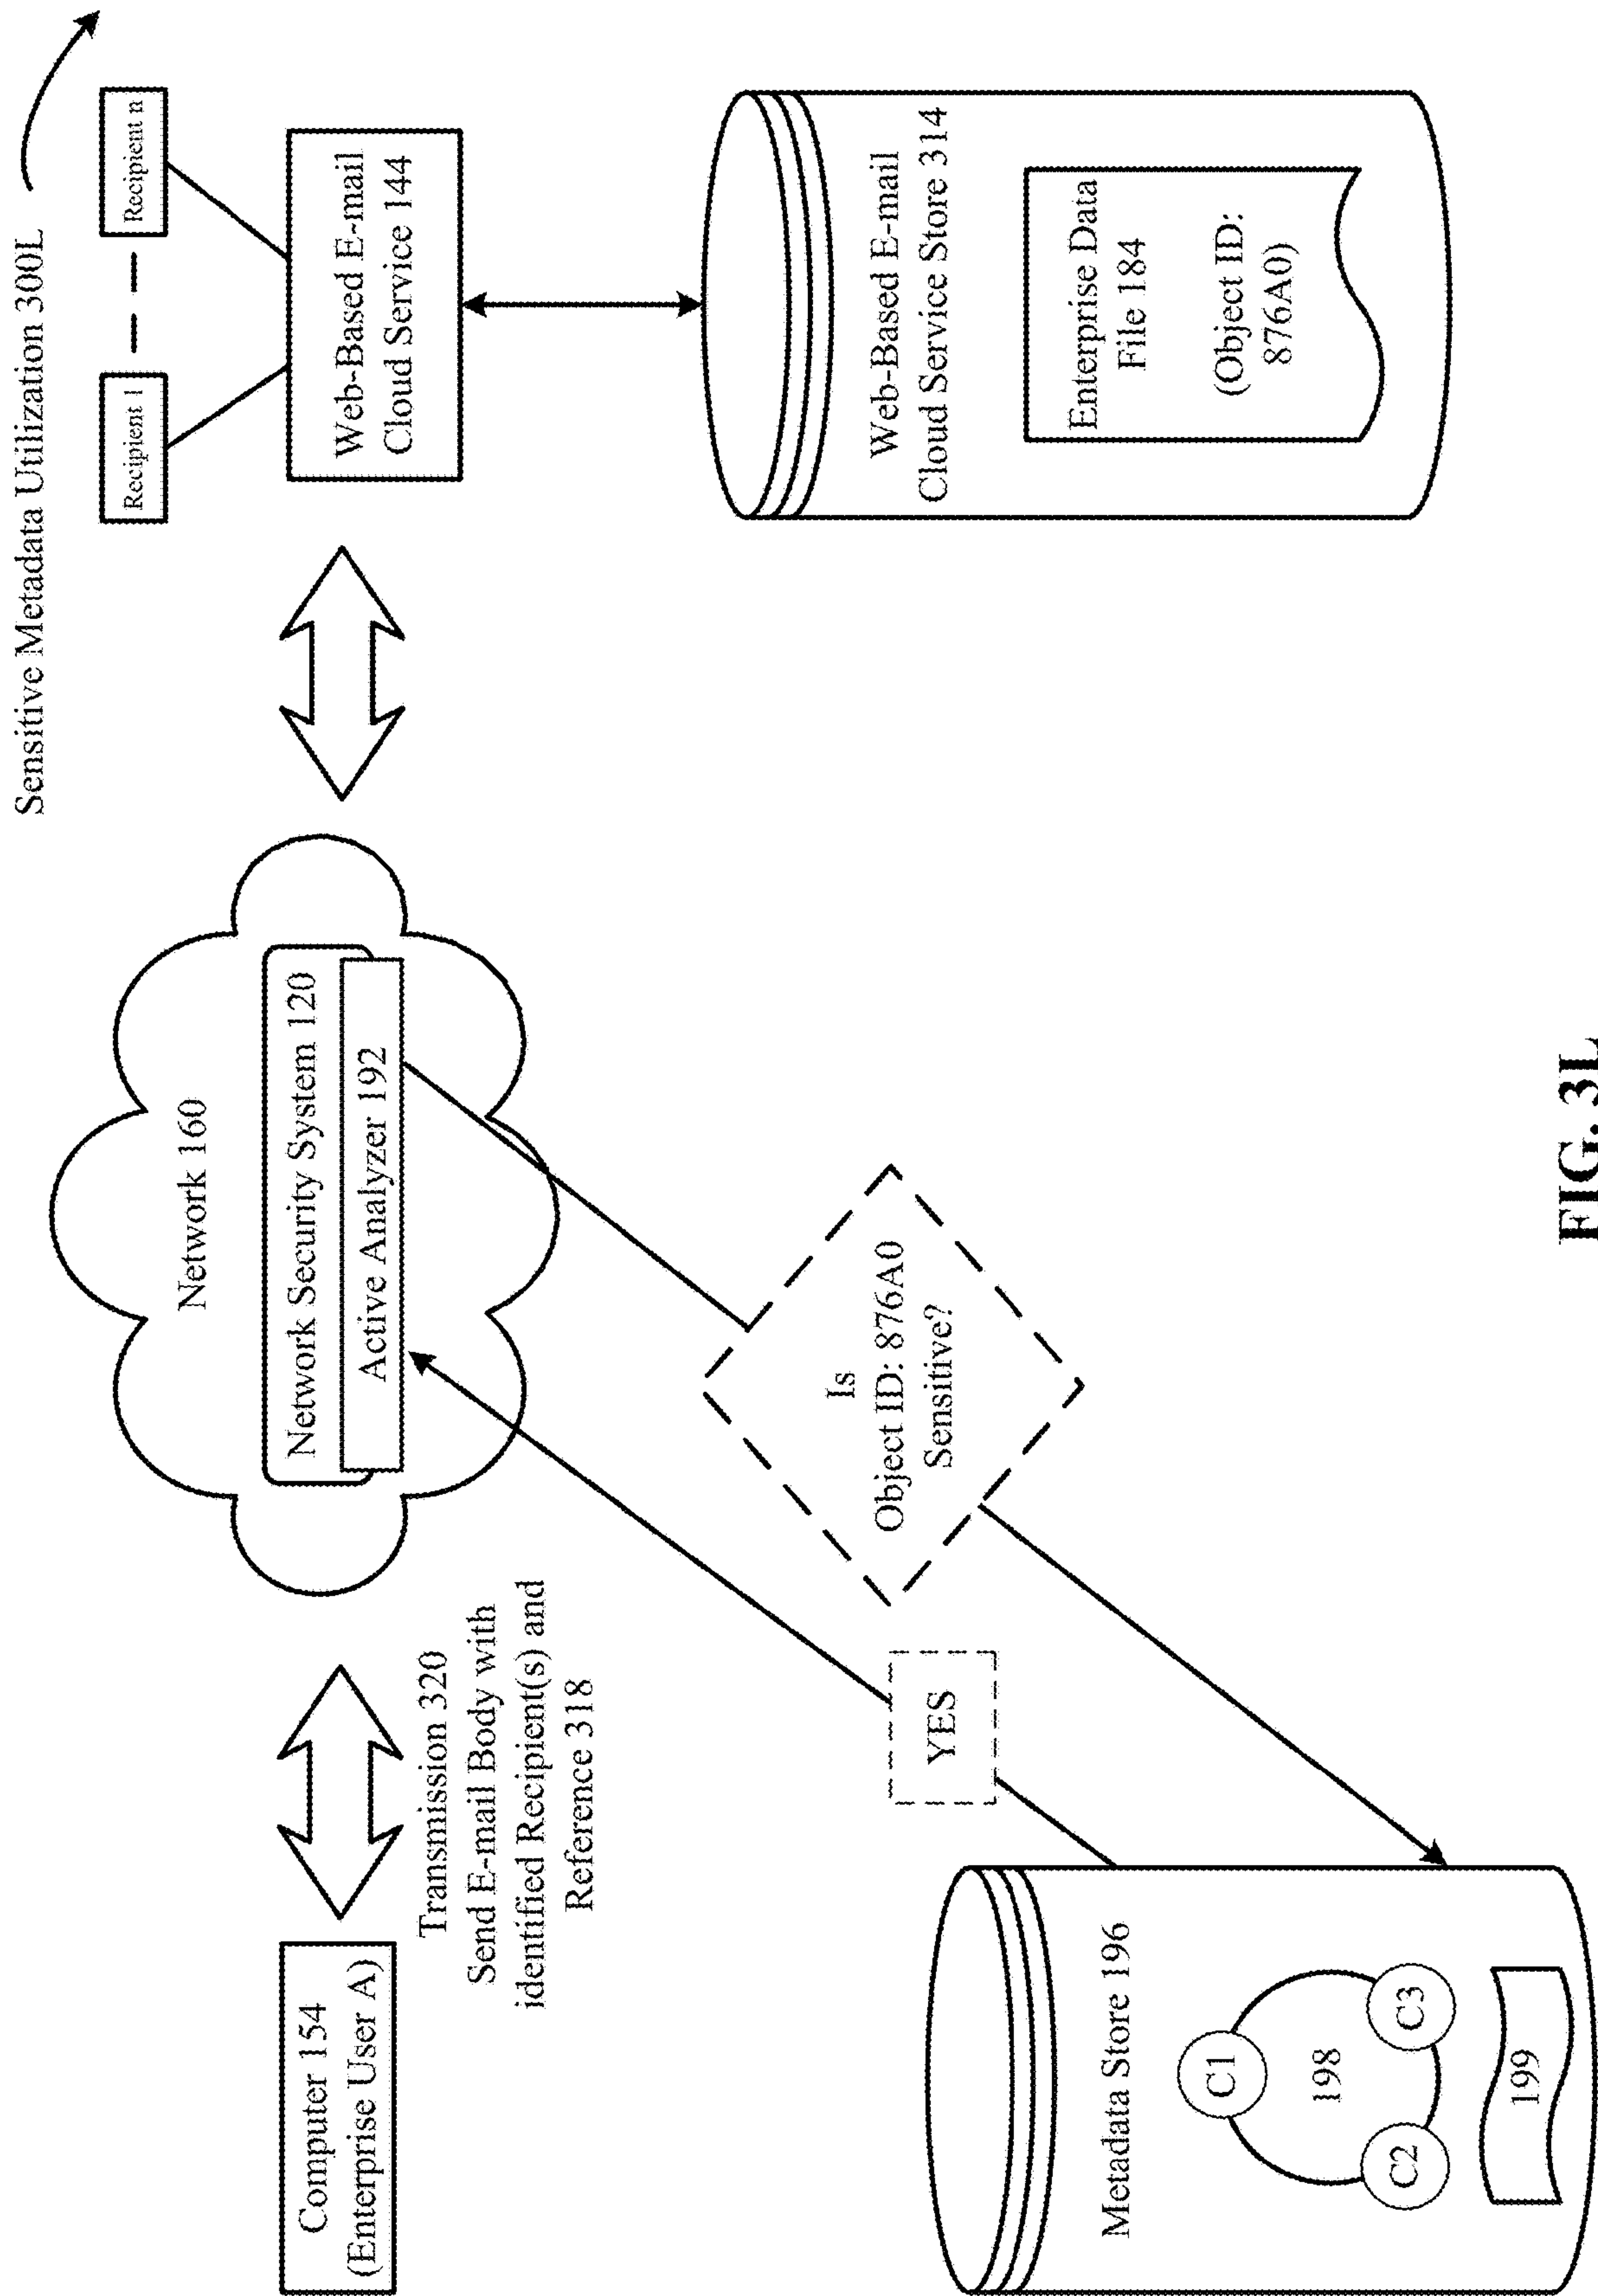 Sensitive Metadata Utilization 300L
Computer 154
(Enterprise User A)
Transmission 320
Send E-mail Body with
identified Recipient(s) and
Reference 318
Network 160
Network Security System 120
Active Analyzer 192
Recipient 1
Recipient n
Web-Based E-mail
Cloud Service 144
Is
Object ID: 876A0
Sensitive?
YES
Metadata Store 196
C1
198
C2
C3
199
Web-Based E-mail
Cloud Service Store 314
Enterprise Data
File 184
(Object ID:
876A0)
FIG. 3L